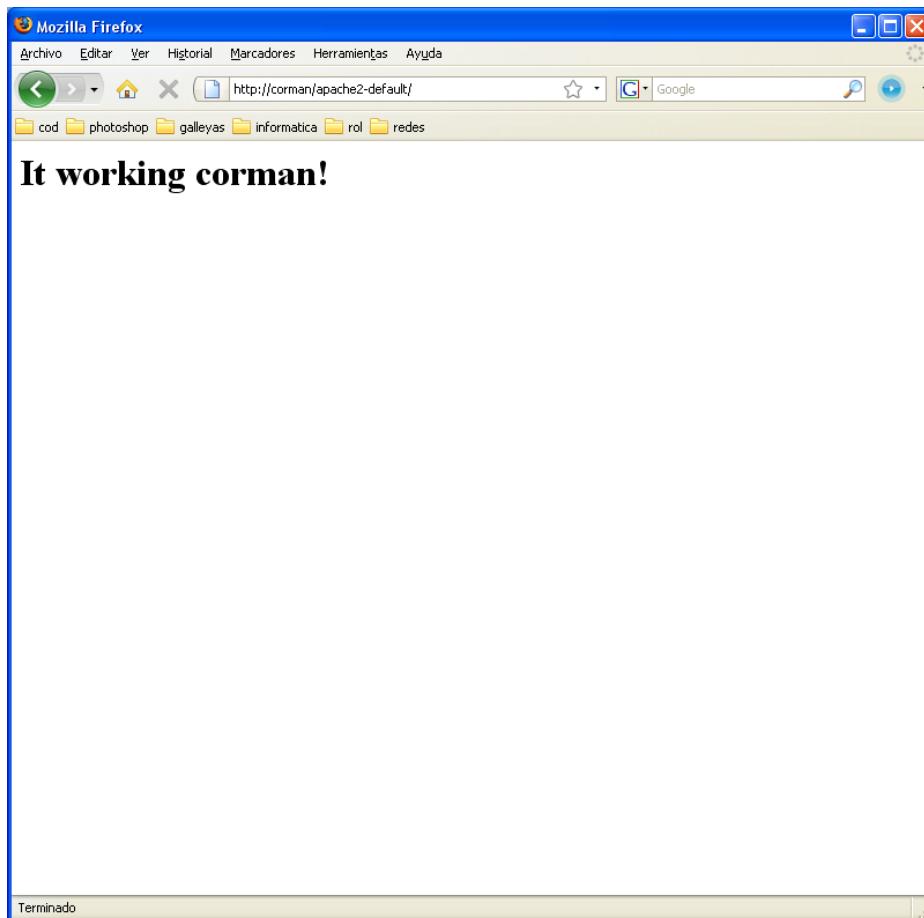 Mozilla Firefox
Archivo Editar Ver Historial Marcadores Herramientas Ayuda
http://corman/apache2-default/ G Google
cod photoshop galleyas informatica rol redes
It working corman!
Terminado